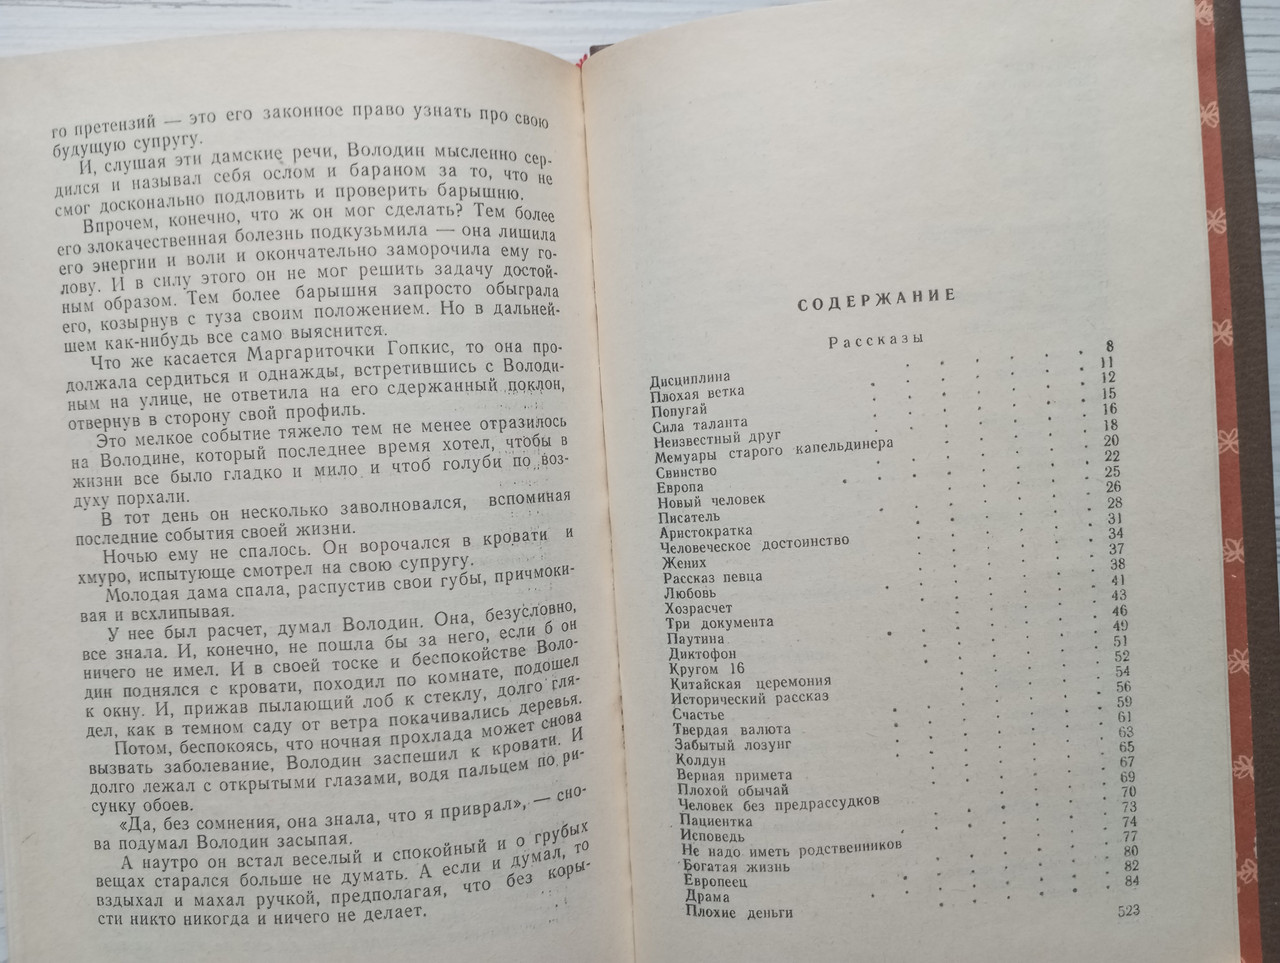 го претензий — это его законное право узнать про свою
будущую супругу.
И, слушая эти дамские речи, Володин мысленно сер-
дился и называл себя ослом и бараном за то, что не
смог досконально подловить и проверить барышню.
Впрочем, конечно, что ж он мог сделать? Тем более
его злокачественная болезнь подкузьмила — она лишила
его энергии и воли и окончательно заморочила ему го-
лову. И в силу этого он не мог решить задачу достой-
ным образом. Тем более барышня запросто обыграла
его, козырнув с туза своим положением. Но в дальней-
шем как-нибудь все само выяснится.
Что же касается Маргариточки Гопкис, то она про-
должала сердиться и однажды, встретившись с Володи-
ным на улице, не ответила на его сдержанный поклон,
отвернув в сторону свой профиль.
Это мелкое событие тяжело тем не менее отразилось
на Володине, который последнее время хотел, чтобы в
жизни все было гладко и мило и чтоб голуби по воз-
духу порхали.
В тот день он несколько заволновался, вспоминая
последние события своей жизни.
Ночью ему не спалось. Он ворочался в кровати и
хмуро, испытующе смотрел на свою супругу.
Молодая дама спала, распустив свои губы, причмоки-
вая и всхлипывая.
У нее был расчет, думал Володин. Она, безусловно,
все знала. И, конечно, не пошла бы за него, если б он
ничего не имел. И в своей тоске и беспокойстве Воло-
дин поднялся с кровати, походил по комнате, подошел
к окну. И, прижав пылающий лоб к стеклу, долго гля-
дел, как в темном саду от ветра покачивались деревья.
Потом, беспокоясь, что ночная прохлада может снова
вызвать заболевание, Володин заспешил к кровати. И
долго лежал с открытыми глазами, водя пальцем по ри-
сунку обоев.
«Да, без сомнения, она знала, что я приврал», — сно-
ва подумал Володин засыпая.
А наутро он встал веселый и спокойный и о грубых
вещах старался больше не думать. А если и думал, то
вздыхал и махал ручкой, предполагая, что без коры-
сти никто никогда и ничего не делает.
СОДЕРЖАНИЕ
Рассказы
Дисциплина 8
Плохая ветка 11
Попугай 12
Сила таланта 15
Неизвестный друг 16
Мемуары старого капельдинера 18
Свинство 20
Европа 22
Новый человек 25
Писатель 26
Аристократка 28
Человеческое достоинство 31
Жених 34
Рассказ певца 37
Любовь 38
Хозрасчет 41
Три документа 43
Паутина 46
Диктофон 49
Кругом 16 51
Китайская церемония 52
Исторический рассказ 54
Счастье 56
Твердая валюта 59
Забытый лозунг 61
Колдун 63
Верная примета 65
Плохой обычай 67
Человек без предрассудков 69
Пациентка 70
Исповедь 73
Не надо иметь родственников 74
Богатая жизнь 77
Европеец 80
Драма 82
Плохие деньги 84
523